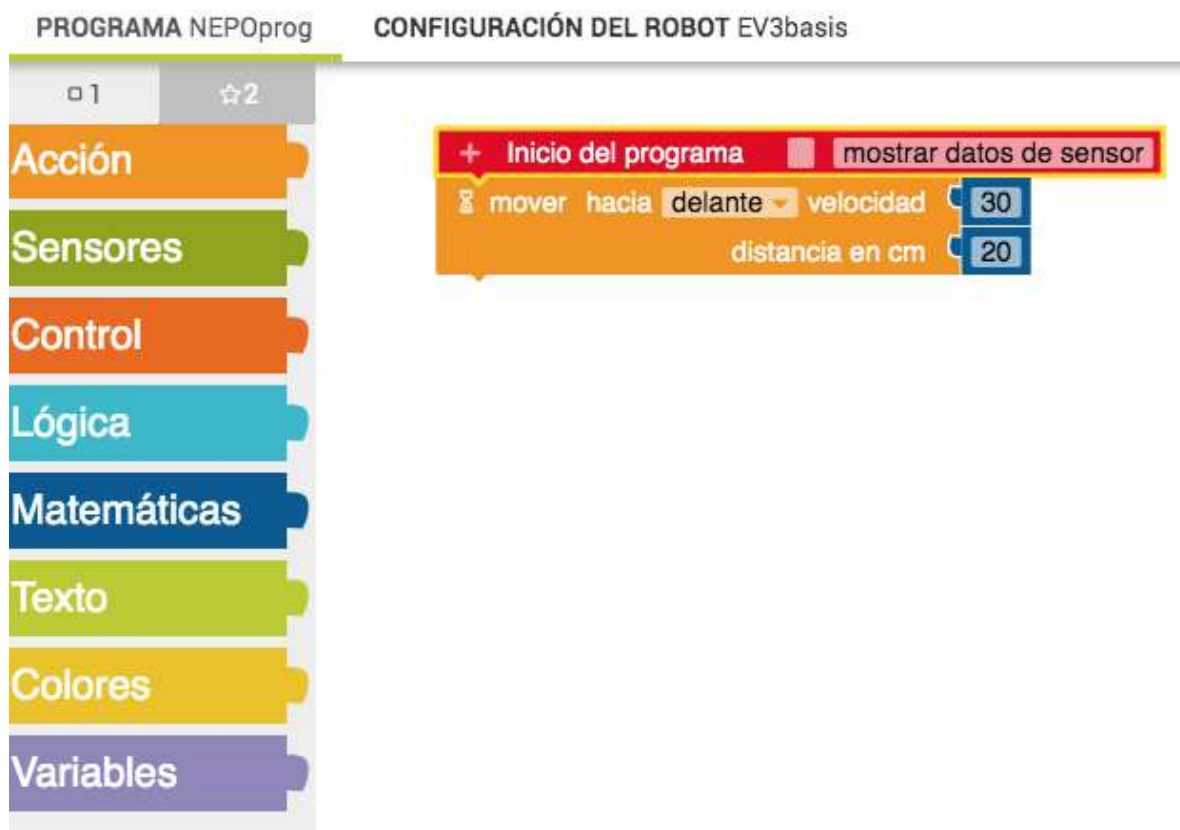 PROGRAMA NEPOprog CONFIGURACIÓN DEL ROBOT EV3basis
1 2
Acción
Sensores
Control
Lógica
Matemáticas
Texto
Colores
Variables
+ Inicio del programa mostrar datos de sensor
mover hacia delante velocidad 30
distancia en cm 20